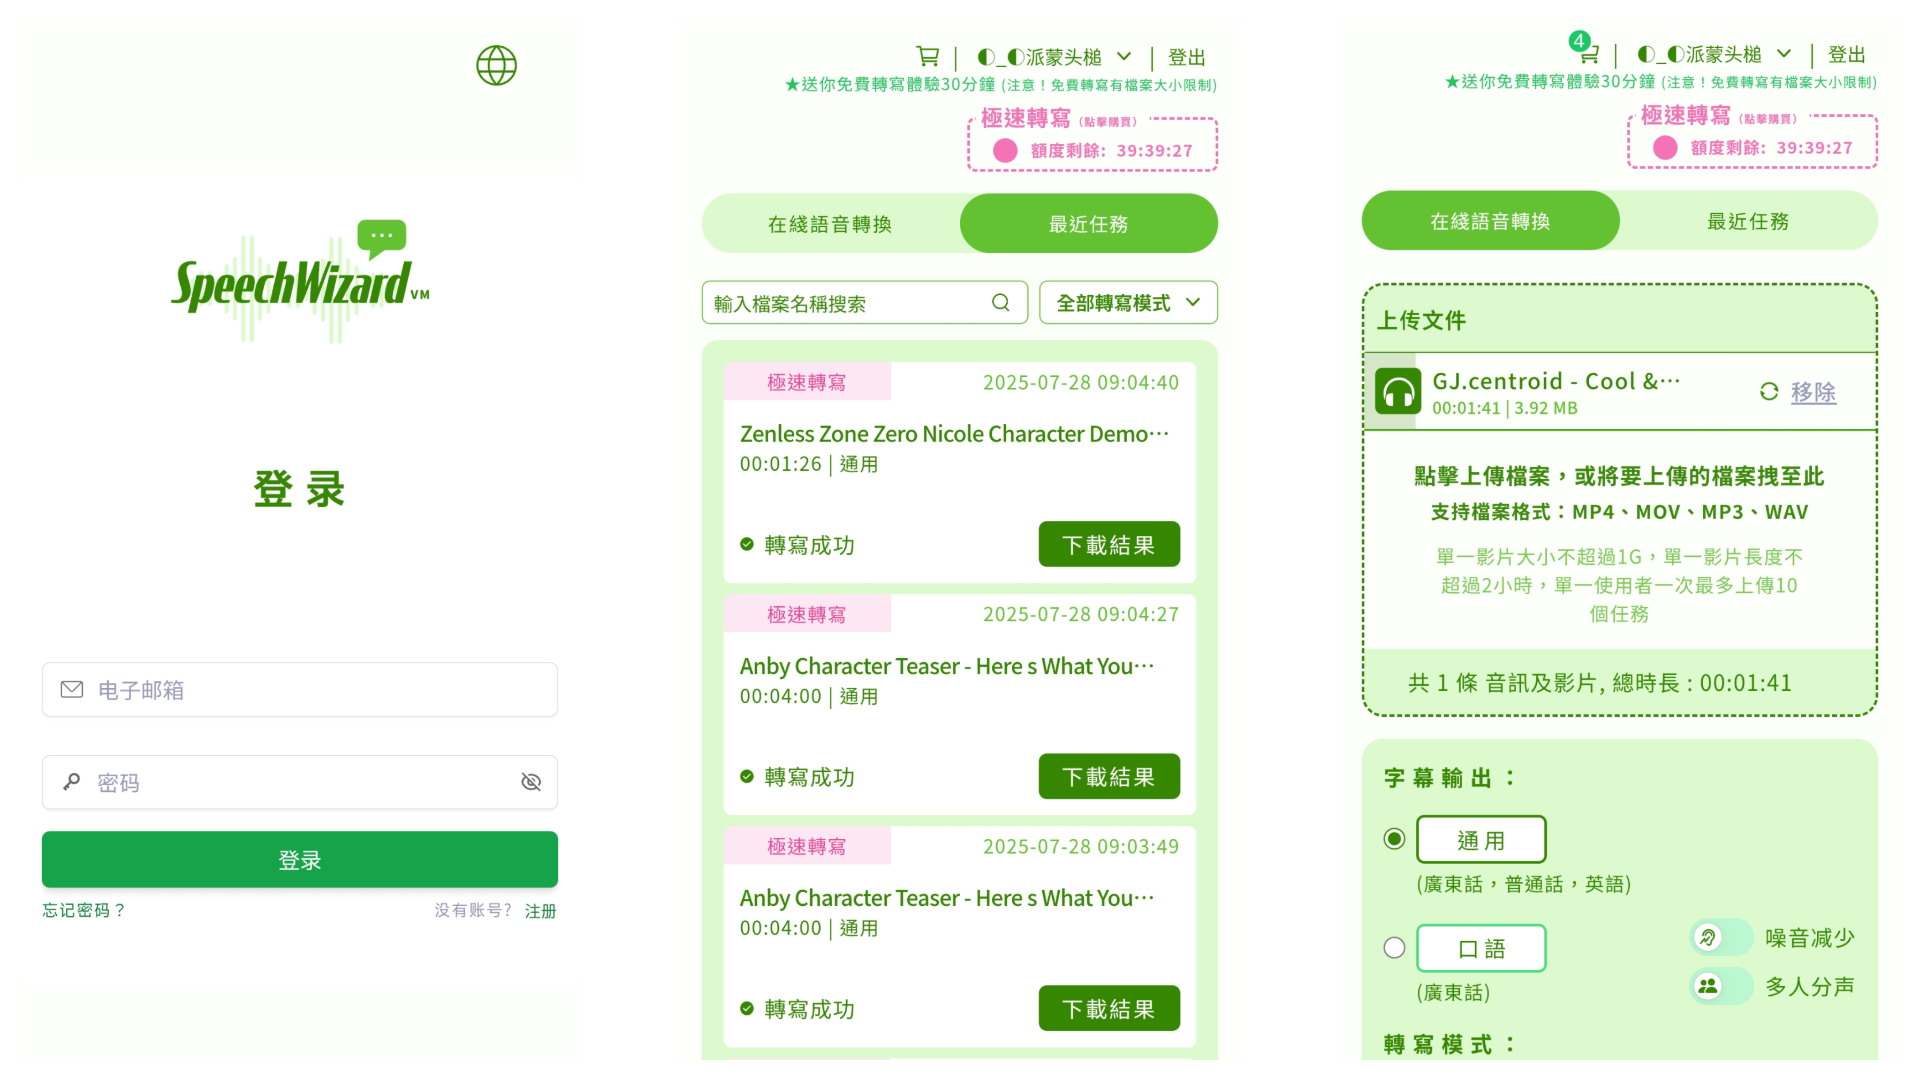 SpeechWizard VM
登录
电子邮箱
密码
登录
忘记密码？
没有账号? 注册
◐_◐派蒙头槌
登出
★送你免費轉寫體驗30分鐘 (注意！免費轉寫有檔案大小限制)
極速轉寫 (點擊購買)
額度剩餘: 39:39:27
在綫語音轉換
最近任務
輸入檔案名稱搜索
全部轉寫模式
極速轉寫
2025-07-28 09:04:40
Zenless Zone Zero Nicole Character Demo…
00:01:26 | 通用
轉寫成功
下載結果
極速轉寫
2025-07-28 09:04:27
Anby Character Teaser - Here s What You…
00:04:00 | 通用
轉寫成功
下載結果
極速轉寫
2025-07-28 09:03:49
Anby Character Teaser - Here s What You…
00:04:00 | 通用
轉寫成功
下載結果
4
◐_◐派蒙头槌
登出
★送你免費轉寫體驗30分鐘 (注意！免費轉寫有檔案大小限制)
極速轉寫 (點擊購買)
額度剩餘: 39:39:27
在綫語音轉換
最近任務
上传文件
GJ.centroid - Cool &…
00:01:41 | 3.92 MB
移除
點擊上傳檔案，或將要上傳的檔案拽至此
支持檔案格式：MP4、MOV、MP3、WAV
單一影片大小不超過1G，單一影片長度不
超過2小時，單一使用者一次最多上傳10
個任務
共 1 條 音訊及影片, 總時長 : 00:01:41
字幕輸出：
通用
(廣東話，普通話，英語)
口語
(廣東話)
噪音减少
多人分声
轉寫模式：